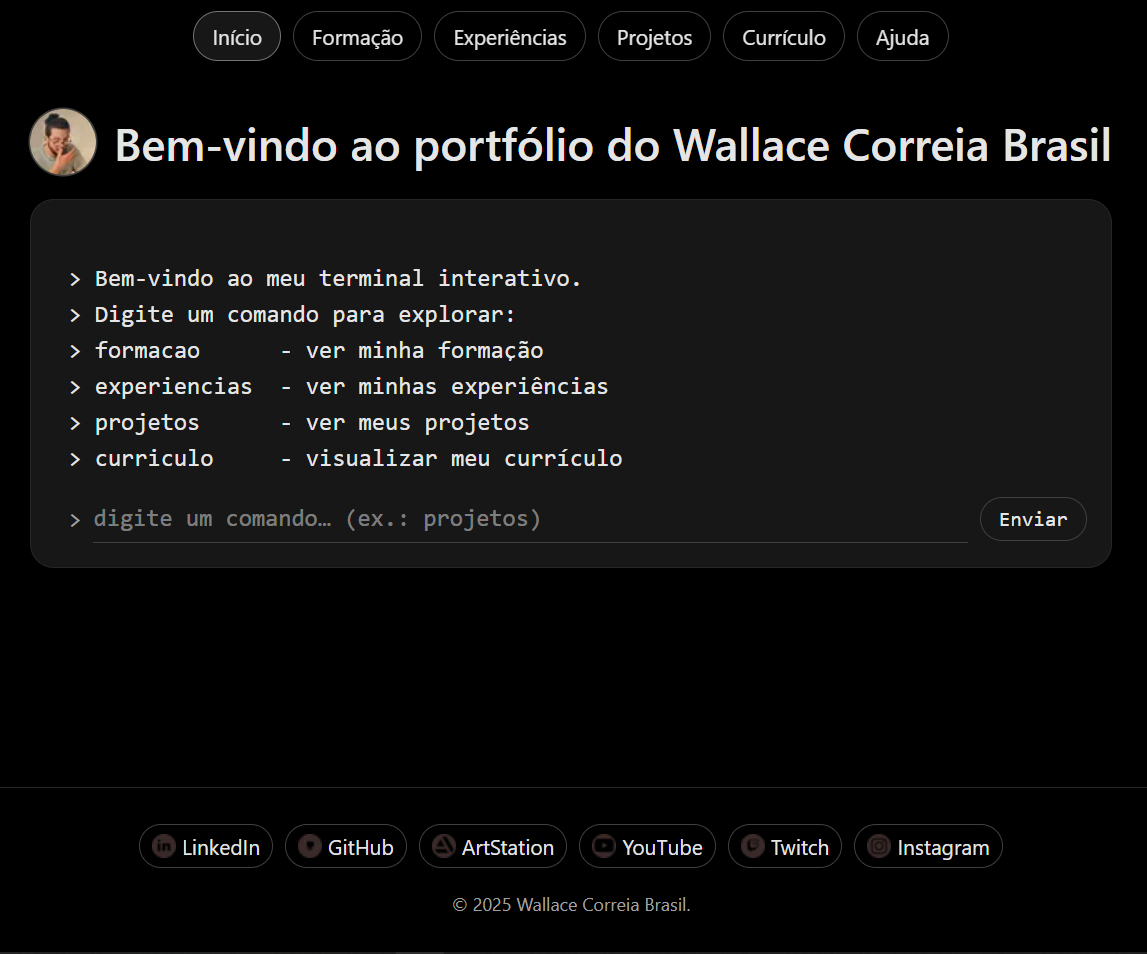 Início Formação Experiências Projetos Currículo Ajuda
Bem-vindo ao portfólio do Wallace Correia Brasil
> Bem-vindo ao meu terminal interativo.
> Digite um comando para explorar:
> formacao      - ver minha formação
> experiencias  - ver minhas experiências
> projetos      - ver meus projetos
> curriculo     - visualizar meu currículo
> digite um comando… (ex.: projetos) Enviar
LinkedIn GitHub ArtStation YouTube Twitch Instagram
© 2025 Wallace Correia Brasil.